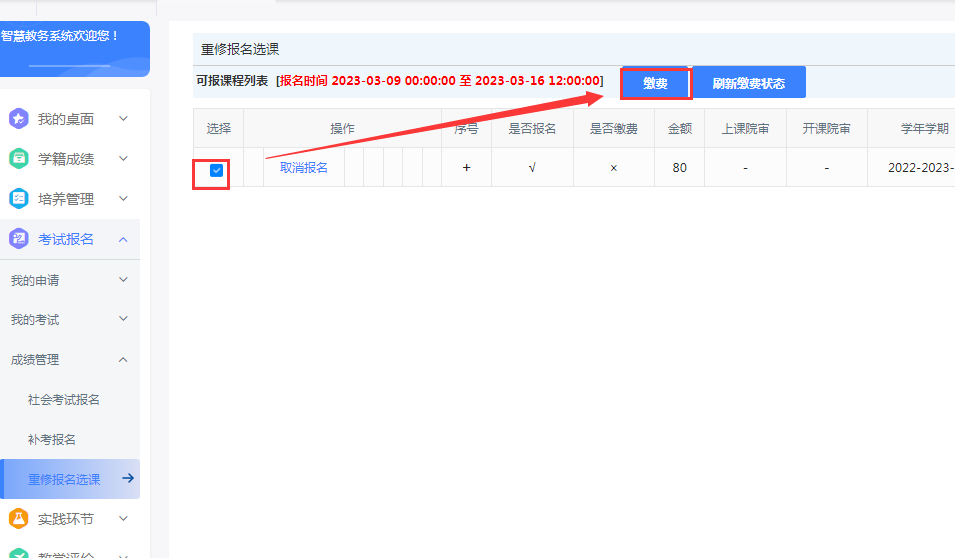 智慧教务系统欢迎您！
我的桌面
学籍成绩
培养管理
考试报名
我的申请
我的考试
成绩管理
社会考试报名
补考报名
重修报名选课
实践环节
教学评价
重修报名选课
可报课程列表 [报名时间 2023-03-09 00:00:00 至 2023-03-16 12:00:00] 缴费 刷新缴费状态
选择 操作 序号 是否报名 是否缴费 金额 上课院审 开课院审 学年学期
取消报名 + √ × 80 - - 2022-2023-